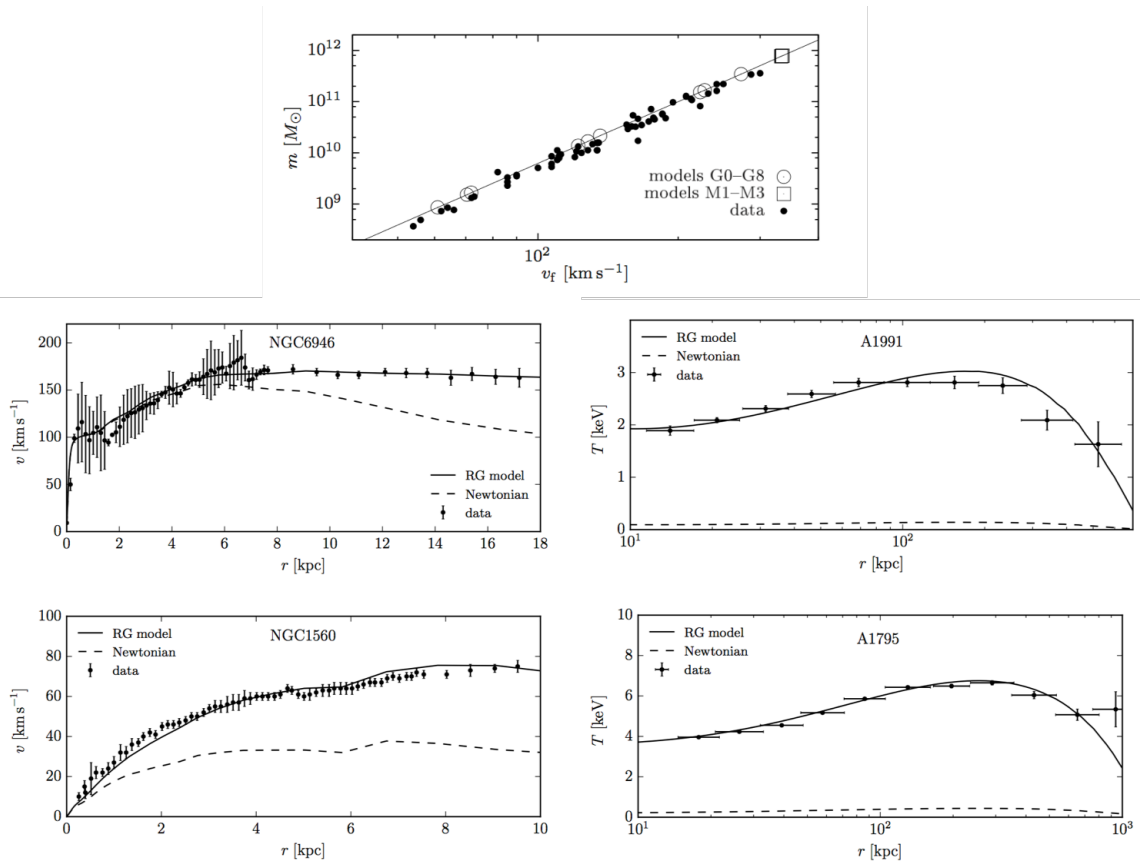 10¹²
10¹¹
10¹⁰
10⁹
m [M⊙]
models G0–G8
models M1–M3
data
10²
v_f [km s⁻¹]
NGC6946
200
150
100
50
0
v [km s⁻¹]
RG model
Newtonian
data
0 2 4 6 8 10 12 14 16 18
r [kpc]
A1991
3
2
1
0
T [keV]
RG model
Newtonian
data
10¹ 10²
r [kpc]
NGC1560
100
80
60
40
20
0
v [km s⁻¹]
RG model
Newtonian
data
0 2 4 6 8 10
r [kpc]
A1795
10
8
6
4
2
0
T [keV]
RG model
Newtonian
data
10¹ 10² 10³
r [kpc]